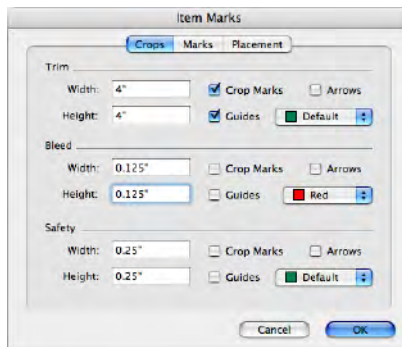 Item Marks
Crops Marks Placement
Trim
Width: 4" Crop Marks Arrows
Height: 4" Guides Default
Bleed
Width: 0.125" Crop Marks Arrows
Height: 0.125" Guides Red
Safety
Width: 0.25" Crop Marks Arrows
Height: 0.25" Guides Default
Cancel OK